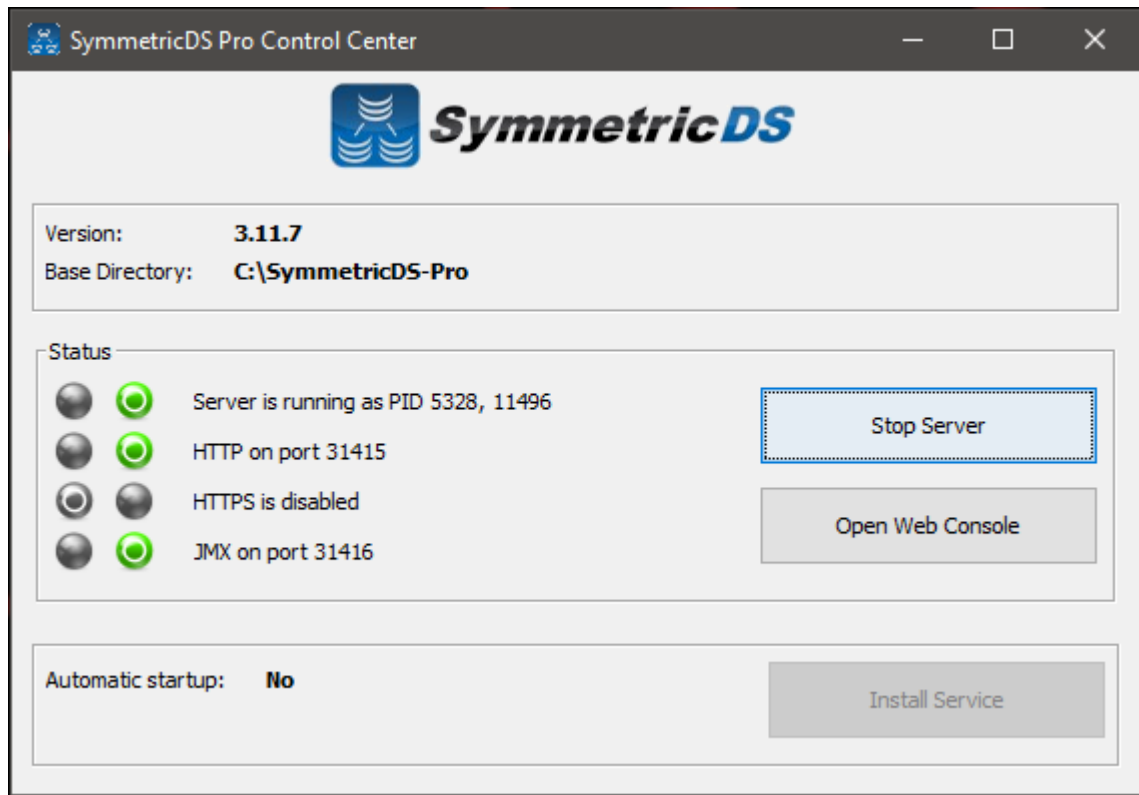 SymmetricDS Pro Control Center
SymmetricDS
Version: 3.11.7
Base Directory: C:\SymmetricDS-Pro
Status
Server is running as PID 5328, 11496
Stop Server
HTTP on port 31415
HTTPS is disabled
Open Web Console
JMX on port 31416
Automatic startup: No
Install Service